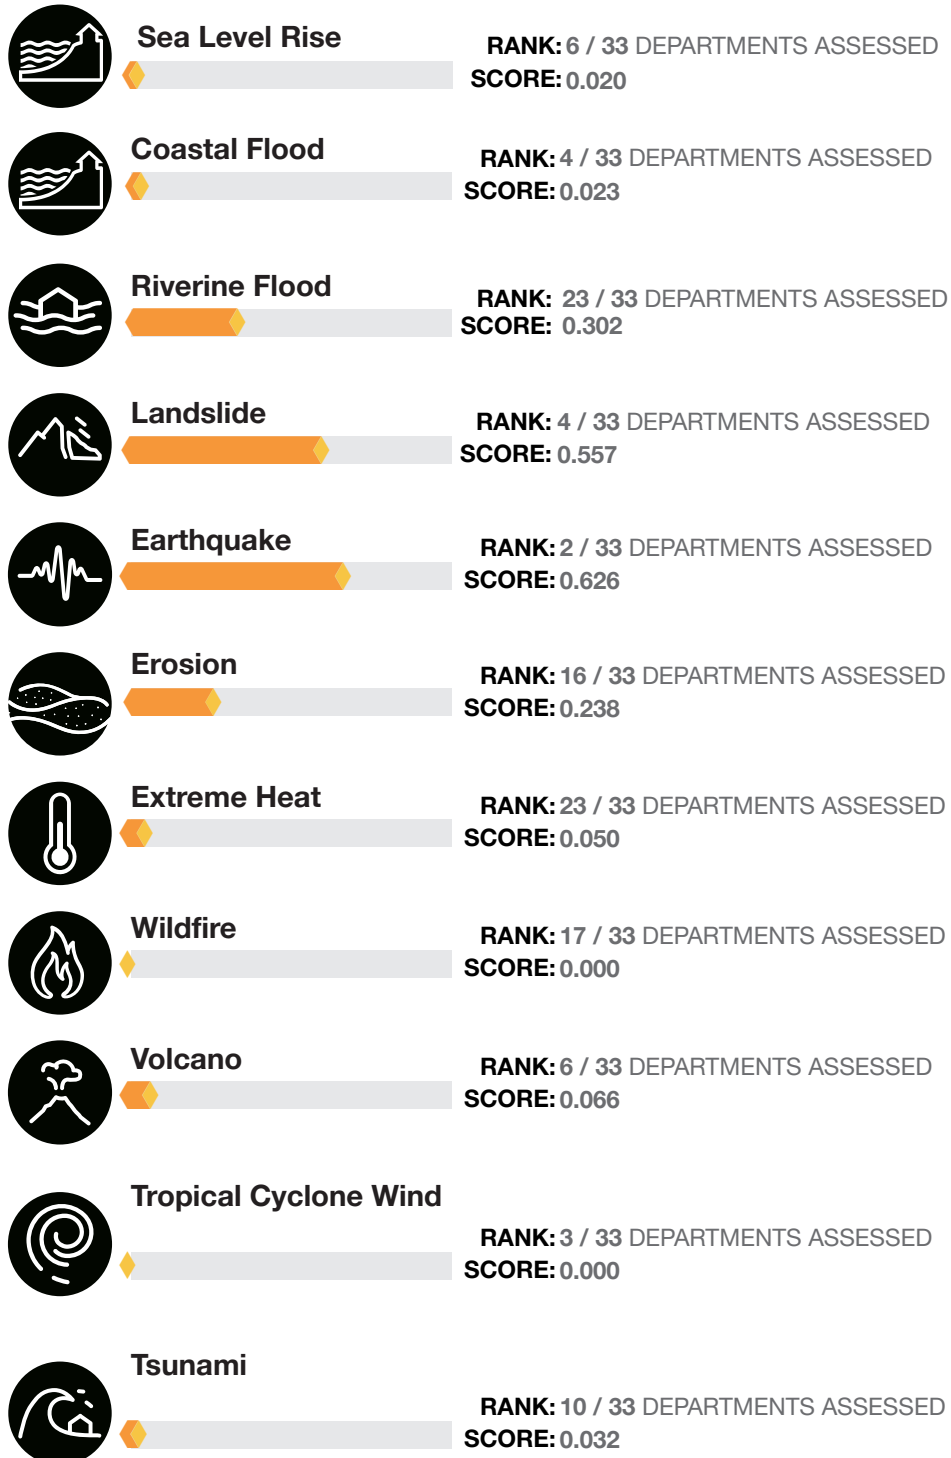 Sea Level Rise
RANK: 6 / 33 DEPARTMENTS ASSESSED
SCORE: 0.020
Coastal Flood
RANK: 4 / 33 DEPARTMENTS ASSESSED
SCORE: 0.023
Riverine Flood
RANK: 23 / 33 DEPARTMENTS ASSESSED
SCORE: 0.302
Landslide
RANK: 4 / 33 DEPARTMENTS ASSESSED
SCORE: 0.557
Earthquake
RANK: 2 / 33 DEPARTMENTS ASSESSED
SCORE: 0.626
Erosion
RANK: 16 / 33 DEPARTMENTS ASSESSED
SCORE: 0.238
Extreme Heat
RANK: 23 / 33 DEPARTMENTS ASSESSED
SCORE: 0.050
Wildfire
RANK: 17 / 33 DEPARTMENTS ASSESSED
SCORE: 0.000
Volcano
RANK: 6 / 33 DEPARTMENTS ASSESSED
SCORE: 0.066
Tropical Cyclone Wind
RANK: 3 / 33 DEPARTMENTS ASSESSED
SCORE: 0.000
Tsunami
RANK: 10 / 33 DEPARTMENTS ASSESSED
SCORE: 0.032